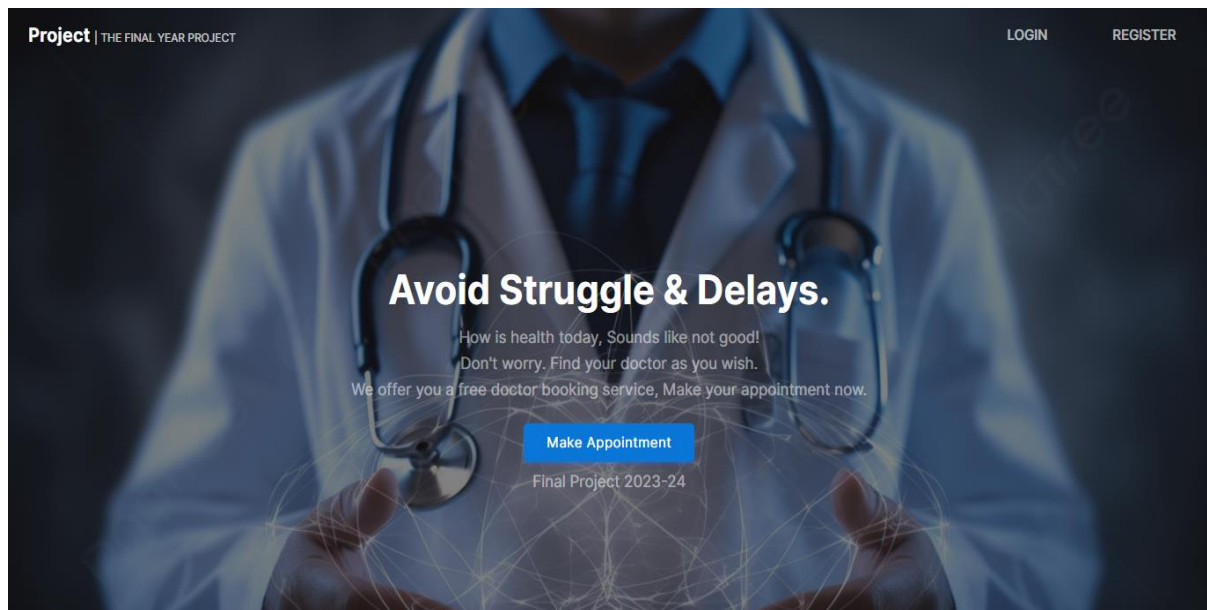 Project | THE FINAL YEAR PROJECT
LOGIN
REGISTER
Avoid Struggle & Delays.
How is health today, Sounds like not good!
Don't worry. Find your doctor as you wish.
We offer you a free doctor booking service, Make your appointment now.
Make Appointment
Final Project 2023-24